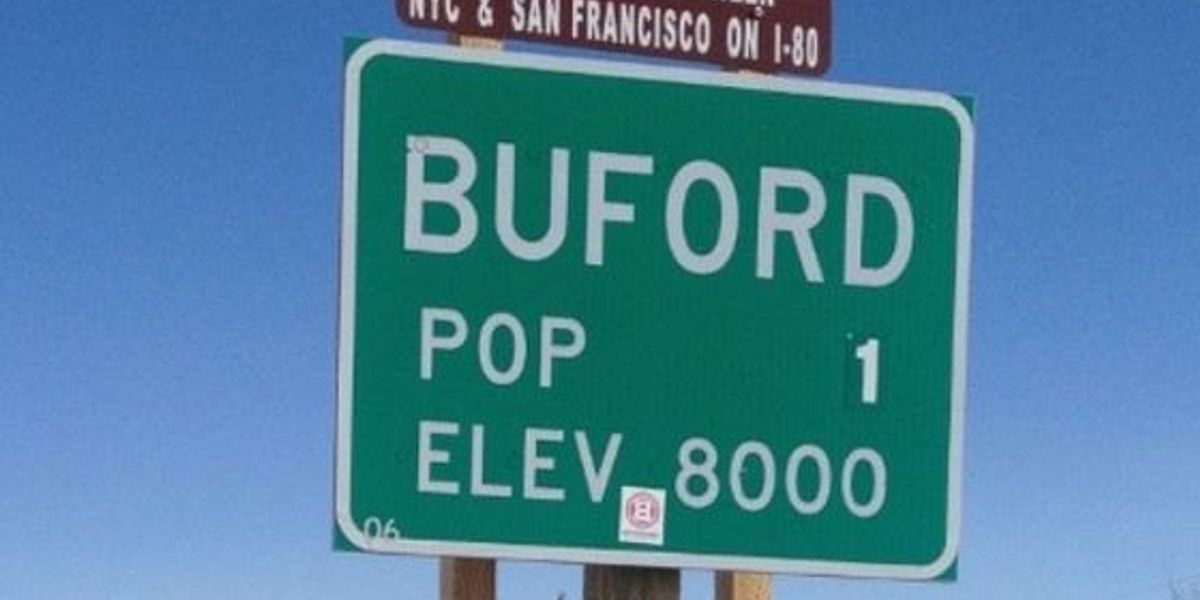 NYC & SAN FRANCISCO ON I-80
BUFORD
POP 1
ELEV 8000
06